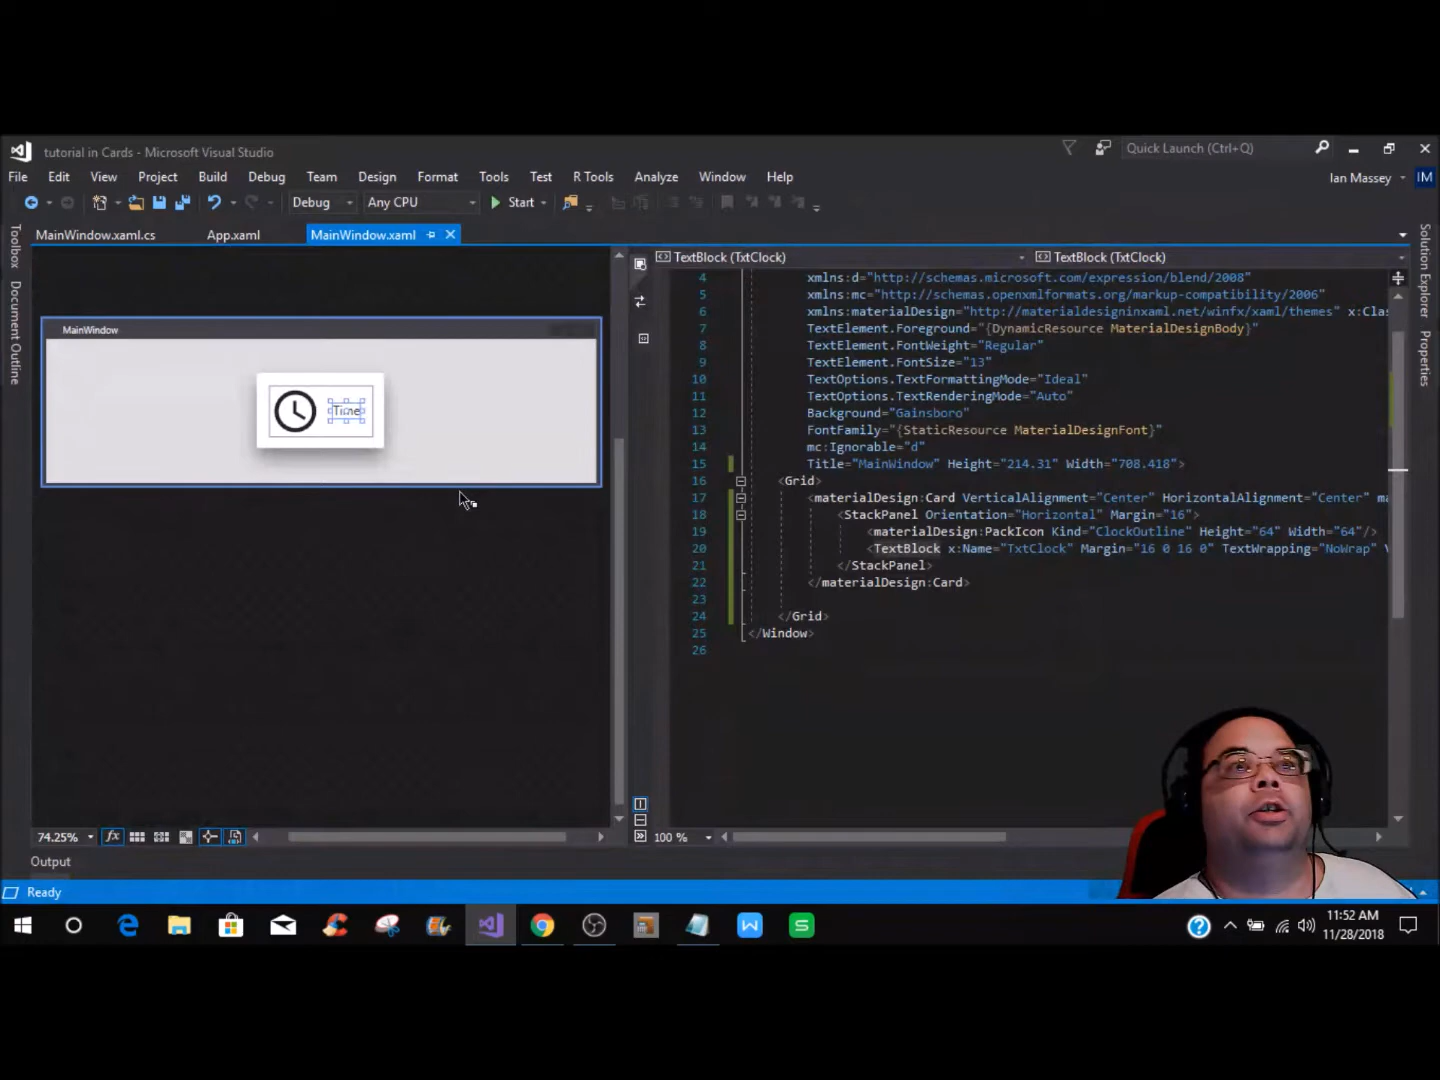 tutorial in Cards - Microsoft Visual Studio
Quick Launch (Ctrl+Q)
File Edit View Project Build Debug Team Design Format Tools Test R Tools Analyze Window Help
Ian Massey
IM
Debug
Any CPU
Start
MainWindow.xaml.cs
App.xaml
MainWindow.xaml
Toolbox
Document Outline
Solution Explorer
Properties
MainWindow
Time
TextBlock (TxtClock)
TextBlock (TxtClock)
4 xmlns:d="http://schemas.microsoft.com/expression/blend/2008"
5 xmlns:mc="http://schemas.openxmlformats.org/markup-compatibility/2006"
6 xmlns:materialDesign="http://materialdesigninxaml.net/winfx/xaml/themes" x:Clas
7 TextElement.Foreground="{DynamicResource MaterialDesignBody}"
8 TextElement.FontWeight="Regular"
9 TextElement.FontSize="13"
10 TextOptions.TextFormattingMode="Ideal"
11 TextOptions.TextRenderingMode="Auto"
12 Background="Gainsboro"
13 FontFamily="{StaticResource MaterialDesignFont}"
14 mc:Ignorable="d"
15 Title="MainWindow" Height="214.31" Width="708.418">
16 <Grid>
17 <materialDesign:Card VerticalAlignment="Center" HorizontalAlignment="Center" ma
18 <StackPanel Orientation="Horizontal" Margin="16">
19 <materialDesign:PackIcon Kind="ClockOutline" Height="64" Width="64"/>
20 <TextBlock x:Name="TxtClock" Margin="16 0 16 0" TextWrapping="NoWrap" V
21 </StackPanel>
22 </materialDesign:Card>
23
24 </Grid>
25 </Window>
26
74.25%
fx
100 %
Output
Ready
11:52 AM
11/28/2018